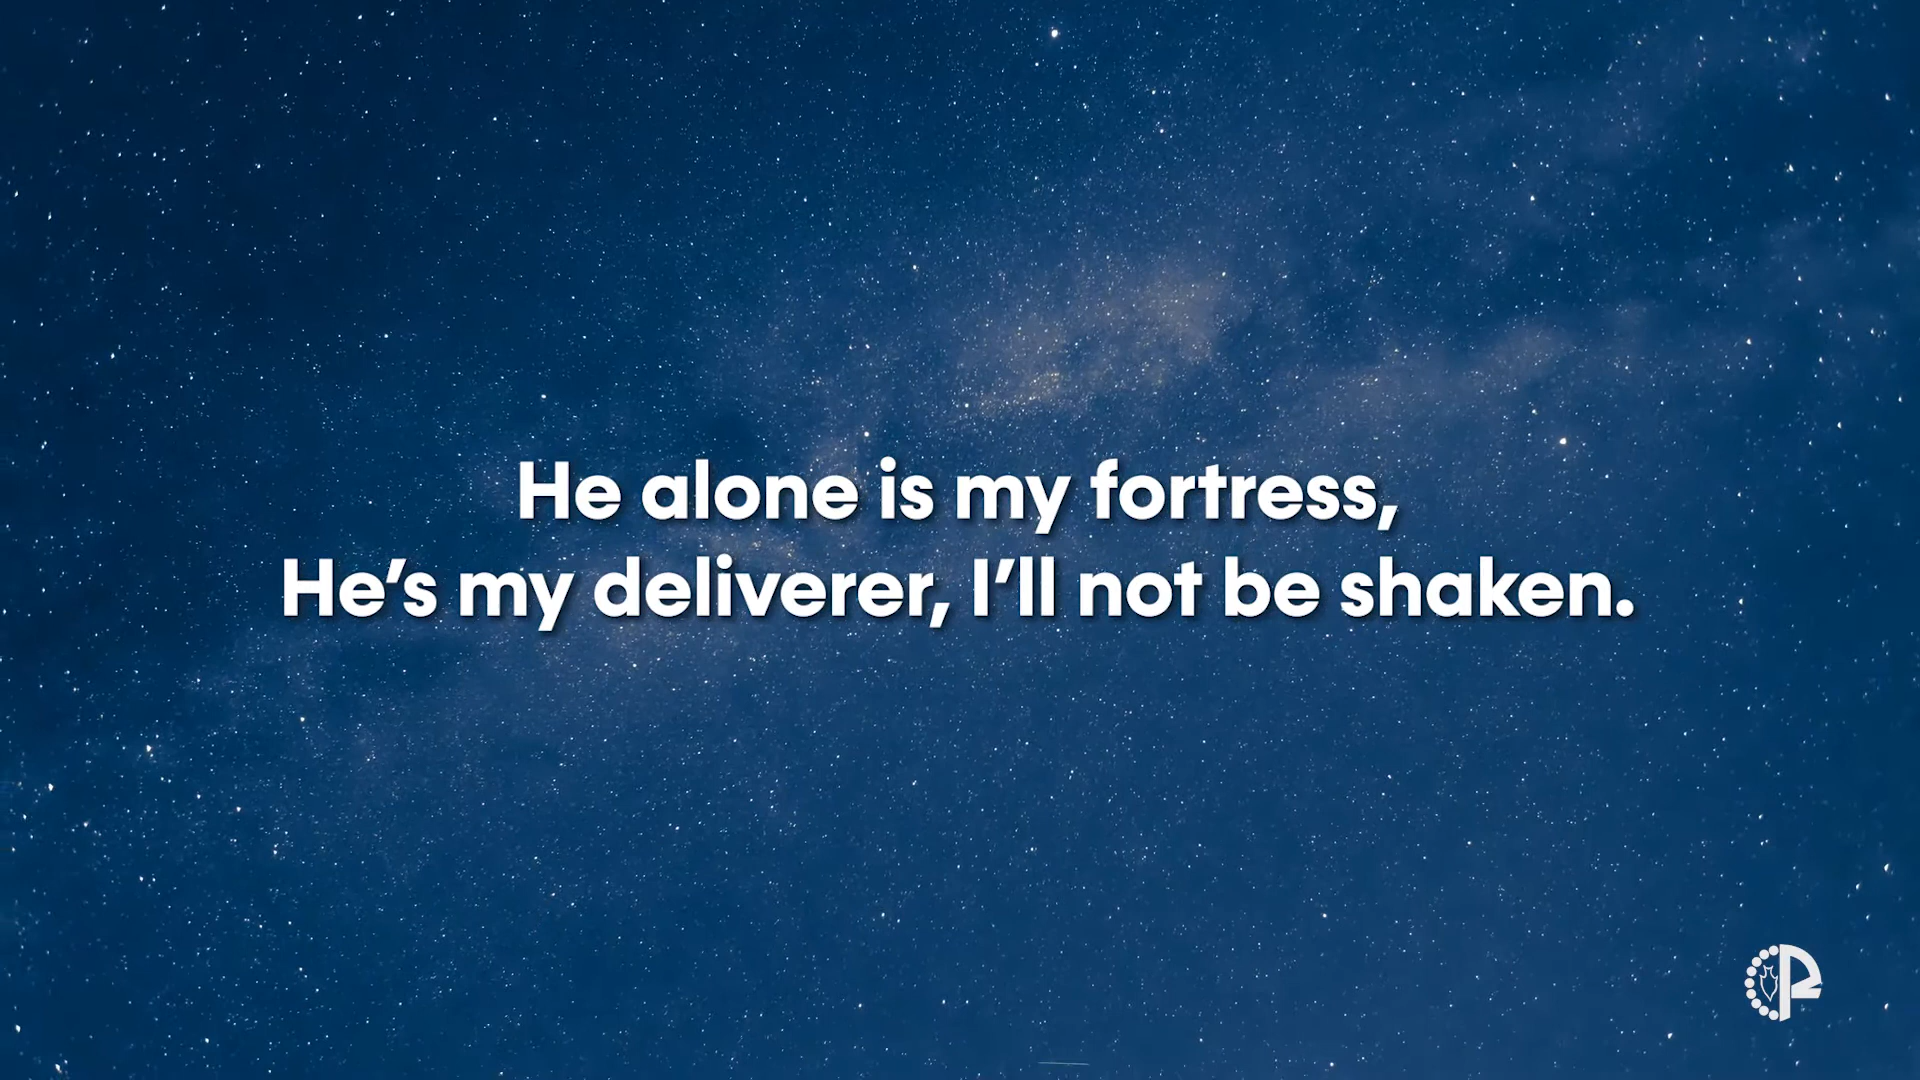 He alone is my fortress,
He’s my deliverer, I’ll not be shaken.